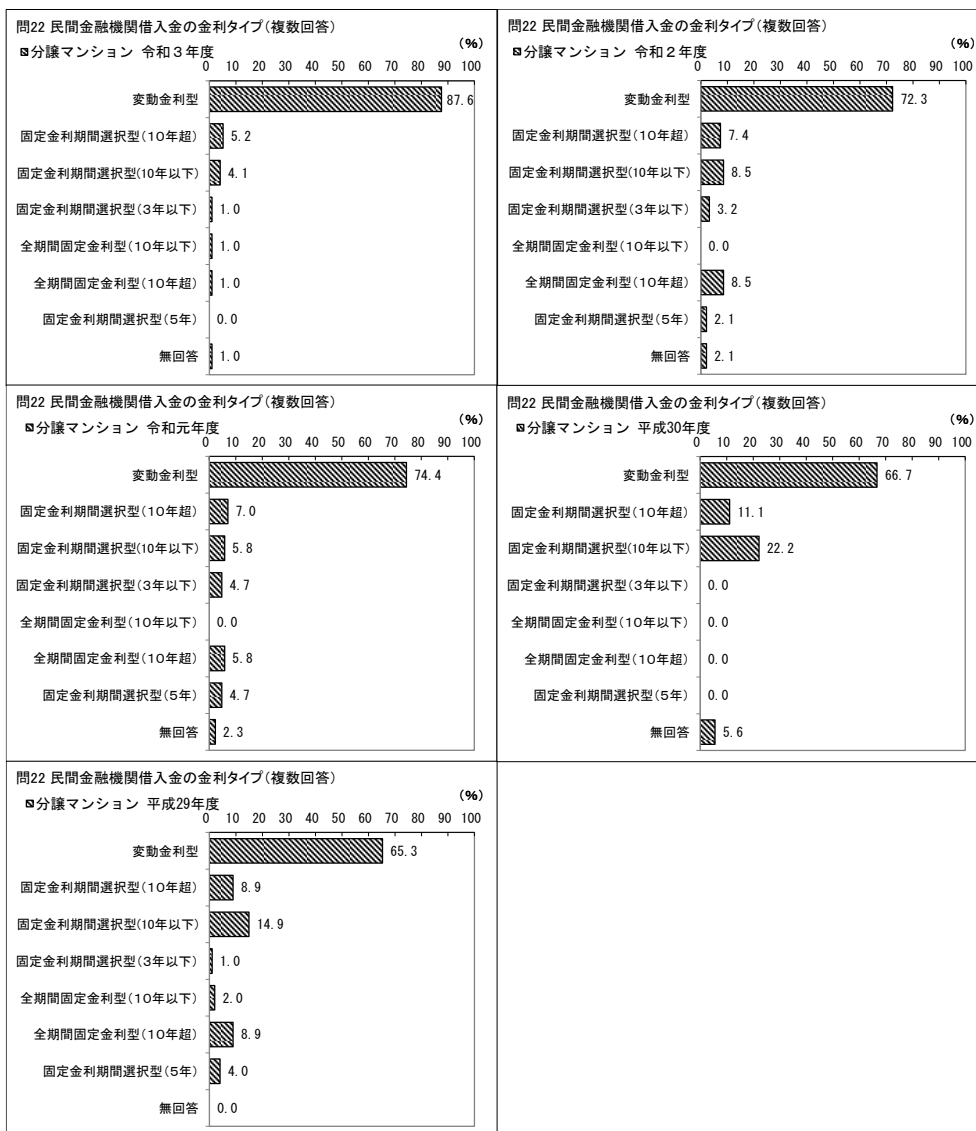 問22 民間金融機関借入金の金利タイプ(複数回答)
(%)
分譲マンション 令和3年度
0 10 20 30 40 50 60 70 80 90 100
変動金利型 87.6
固定金利期間選択型(10年超) 5.2
固定金利期間選択型(10年以下) 4.1
固定金利期間選択型(3年以下) 1.0
全期間固定金利型(10年以下) 1.0
全期間固定金利型(10年超) 1.0
固定金利期間選択型(5年) 0.0
無回答 1.0
問22 民間金融機関借入金の金利タイプ(複数回答)
(%)
分譲マンション 令和2年度
0 10 20 30 40 50 60 70 80 90 100
変動金利型 72.3
固定金利期間選択型(10年超) 7.4
固定金利期間選択型(10年以下) 8.5
固定金利期間選択型(3年以下) 3.2
全期間固定金利型(10年以下) 0.0
全期間固定金利型(10年超) 8.5
固定金利期間選択型(5年) 2.1
無回答 2.1
問22 民間金融機関借入金の金利タイプ(複数回答)
(%)
分譲マンション 令和元年度
0 10 20 30 40 50 60 70 80 90 100
変動金利型 74.4
固定金利期間選択型(10年超) 7.0
固定金利期間選択型(10年以下) 5.8
固定金利期間選択型(3年以下) 4.7
全期間固定金利型(10年以下) 0.0
全期間固定金利型(10年超) 5.8
固定金利期間選択型(5年) 4.7
無回答 2.3
問22 民間金融機関借入金の金利タイプ(複数回答)
(%)
分譲マンション 平成30年度
0 10 20 30 40 50 60 70 80 90 100
変動金利型 66.7
固定金利期間選択型(10年超) 11.1
固定金利期間選択型(10年以下) 22.2
固定金利期間選択型(3年以下) 0.0
全期間固定金利型(10年以下) 0.0
全期間固定金利型(10年超) 0.0
固定金利期間選択型(5年) 0.0
無回答 5.6
問22 民間金融機関借入金の金利タイプ(複数回答)
(%)
分譲マンション 平成29年度
0 10 20 30 40 50 60 70 80 90 100
変動金利型 65.3
固定金利期間選択型(10年超) 8.9
固定金利期間選択型(10年以下) 14.9
固定金利期間選択型(3年以下) 1.0
全期間固定金利型(10年以下) 2.0
全期間固定金利型(10年超) 8.9
固定金利期間選択型(5年) 4.0
無回答 0.0